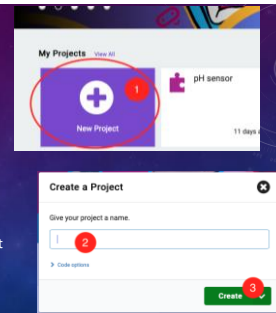 My Projects View All
1
pH sensor
New Project
11 days
Create a Project
Give your project a name.
2
t
Code options
3
Create